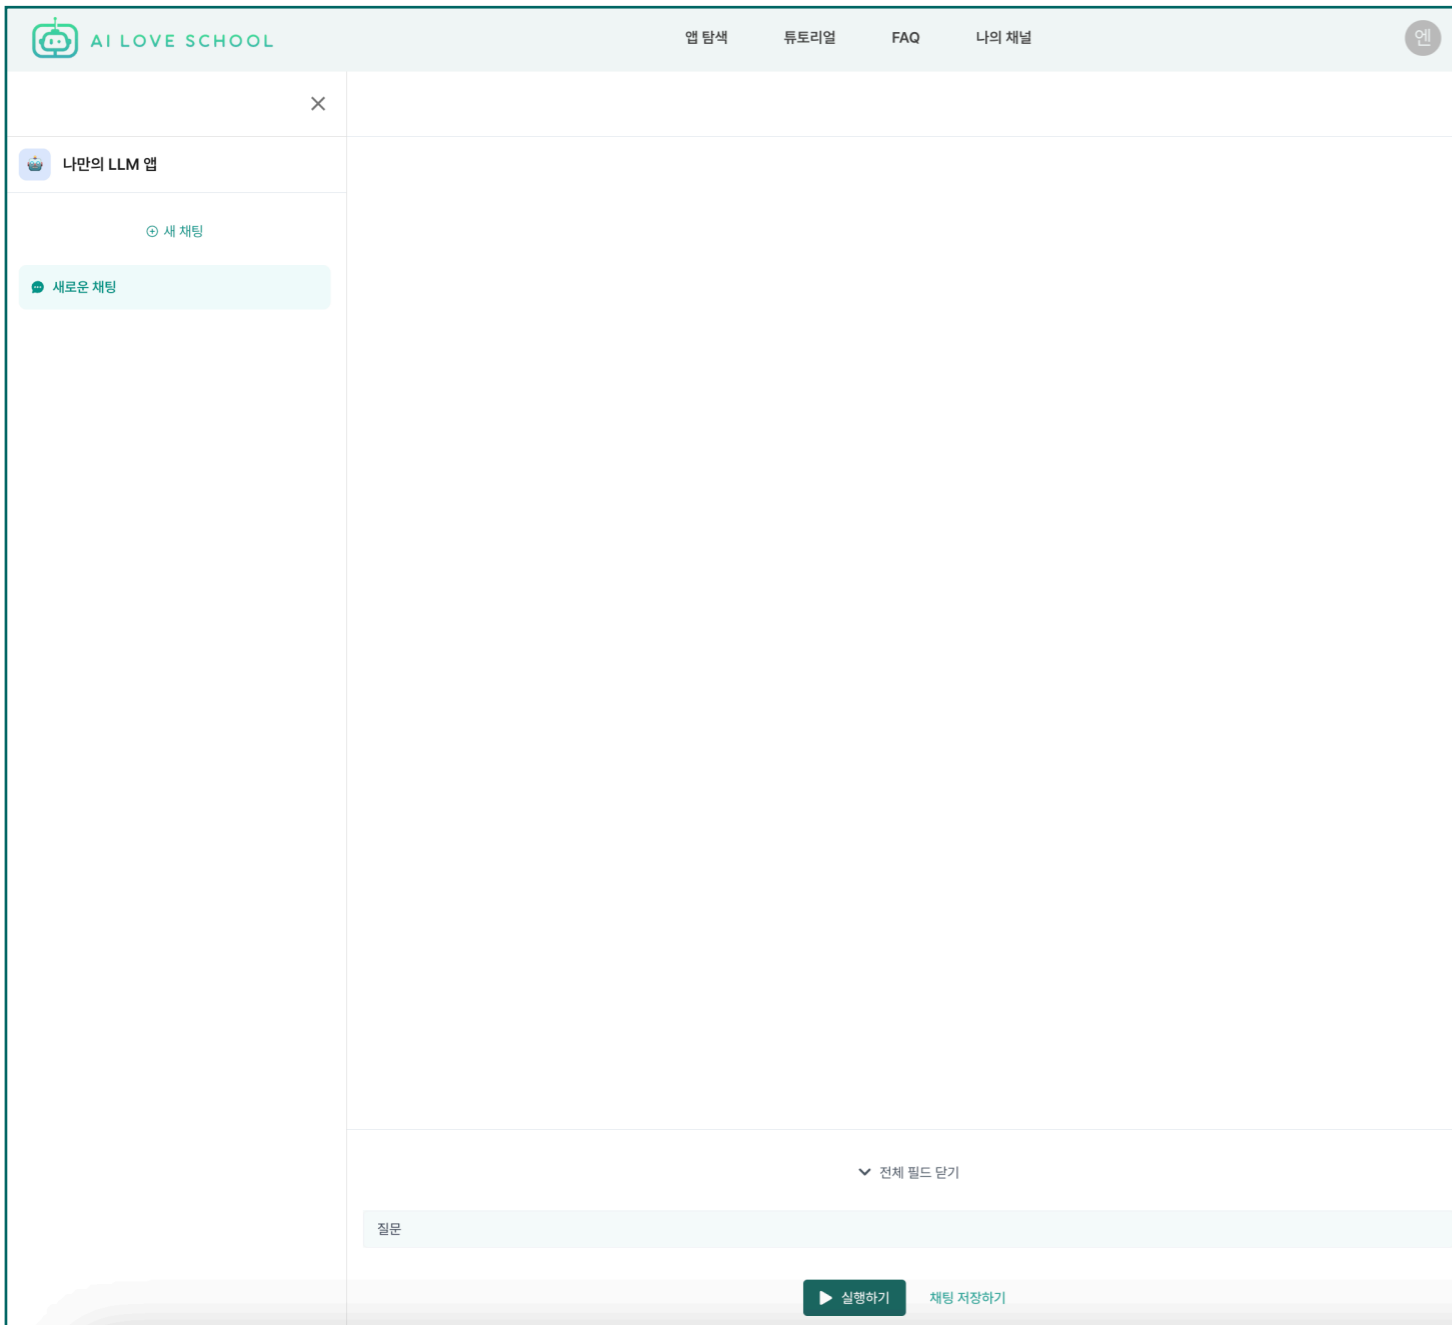 AI LOVE SCHOOL
앱 탐색
튜토리얼
FAQ
나의 채널
엔
나만의 LLM 앱
새 채팅
새로운 채팅
전체 필드 닫기
질문
실행하기
채팅 저장하기